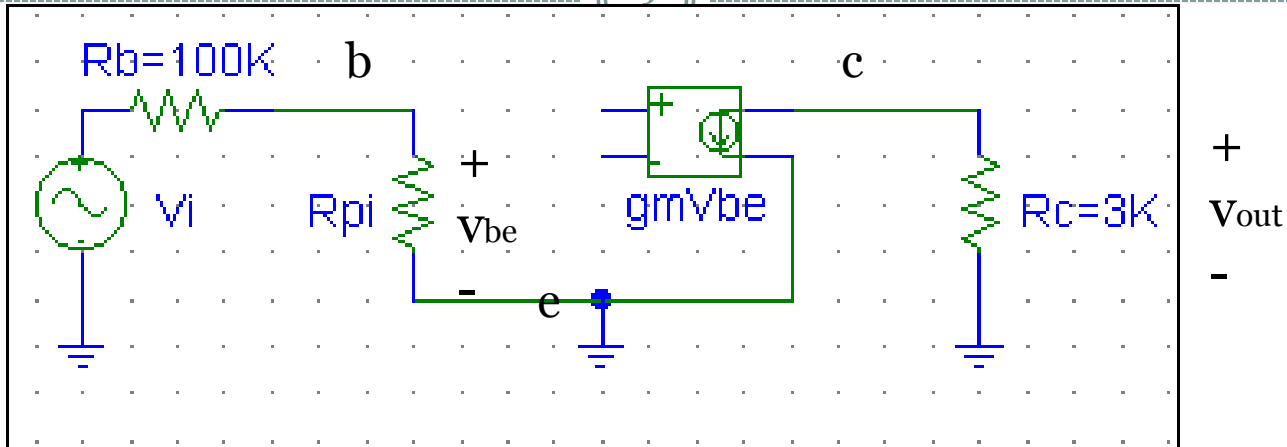 Rb=100K
b
c
+
-
+
-
Vi
Rpi
+
vbe
-
gmVbe
Rc=3K
+
vout
-
e